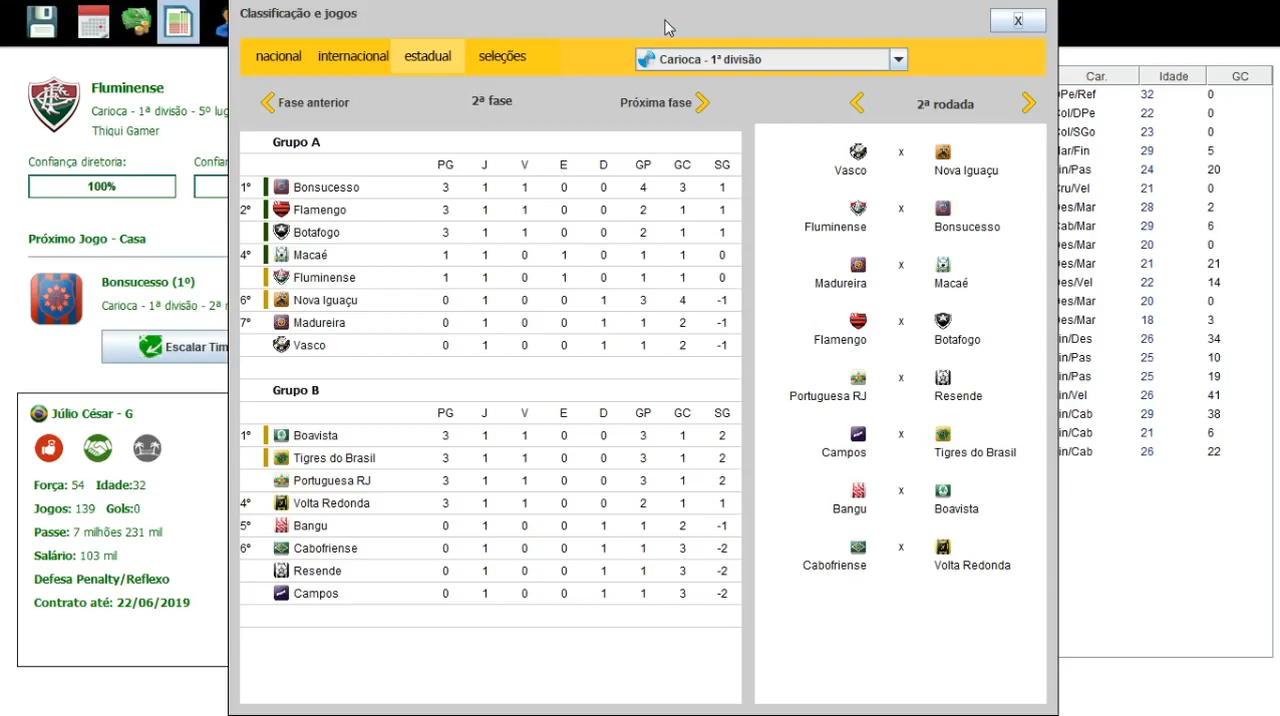 Classificação e jogos
X
nacional internacional estadual seleções
Carioca - 1ª divisão
Fase anterior 2ª fase Próxima fase
2ª rodada
Grupo A
PG J V E D GP GC SG
1º Bonsucesso 3 1 1 0 0 4 3 1
2º Flamengo 3 1 1 0 0 2 1 1
Botafogo 3 1 1 0 0 2 1 1
4º Macaé 1 1 0 1 0 1 1 0
Fluminense 1 1 0 1 0 1 1 0
6º Nova Iguaçu 0 1 0 0 1 3 4 -1
7º Madureira 0 1 0 0 1 1 2 -1
Vasco 0 1 0 0 1 1 2 -1
Grupo B
PG J V E D GP GC SG
1º Boavista 3 1 1 0 0 3 1 2
Tigres do Brasil 3 1 1 0 0 3 1 2
Portuguesa RJ 3 1 1 0 0 3 1 2
4º Volta Redonda 3 1 1 0 0 2 1 1
5º Bangu 0 1 0 0 1 1 2 -1
6º Cabofriense 0 1 0 0 1 1 3 -2
Resende 0 1 0 0 1 1 3 -2
Campos 0 1 0 0 1 1 3 -2
Vasco x Nova Iguaçu
Fluminense x Bonsucesso
Madureira x Macaé
Flamengo x Botafogo
Portuguesa RJ x Resende
Campos x Tigres do Brasil
Bangu x Boavista
Cabofriense x Volta Redonda
Fluminense
Carioca - 1ª divisão - 5º lug
Thiqui Gamer
Confiança diretoria: Confian
100%
Próximo Jogo - Casa
Bonsucesso (1º)
Carioca - 1ª divisão - 2ª r
Escalar Tim
Júlio César - G
Força: 54 Idade:32
Jogos: 139 Gols:0
Passe: 7 milhões 231 mil
Salário: 103 mil
Defesa Penalty/Reflexo
Contrato até: 22/06/2019
Car. Idade GC
DPe/Ref 32 0
Col/DPe 22 0
Col/SGo 23 0
Mar/Fin 29 5
in/Pas 24 20
Cru/Vel 21 0
Des/Mar 28 2
Cab/Mar 29 6
Des/Mar 20 0
Des/Mar 21 21
Des/Vel 22 14
Des/Mar 20 0
Des/Mar 18 3
in/Des 26 34
in/Pas 25 10
in/Pas 25 19
in/Vel 26 41
in/Cab 29 38
in/Cab 21 6
in/Cab 26 22